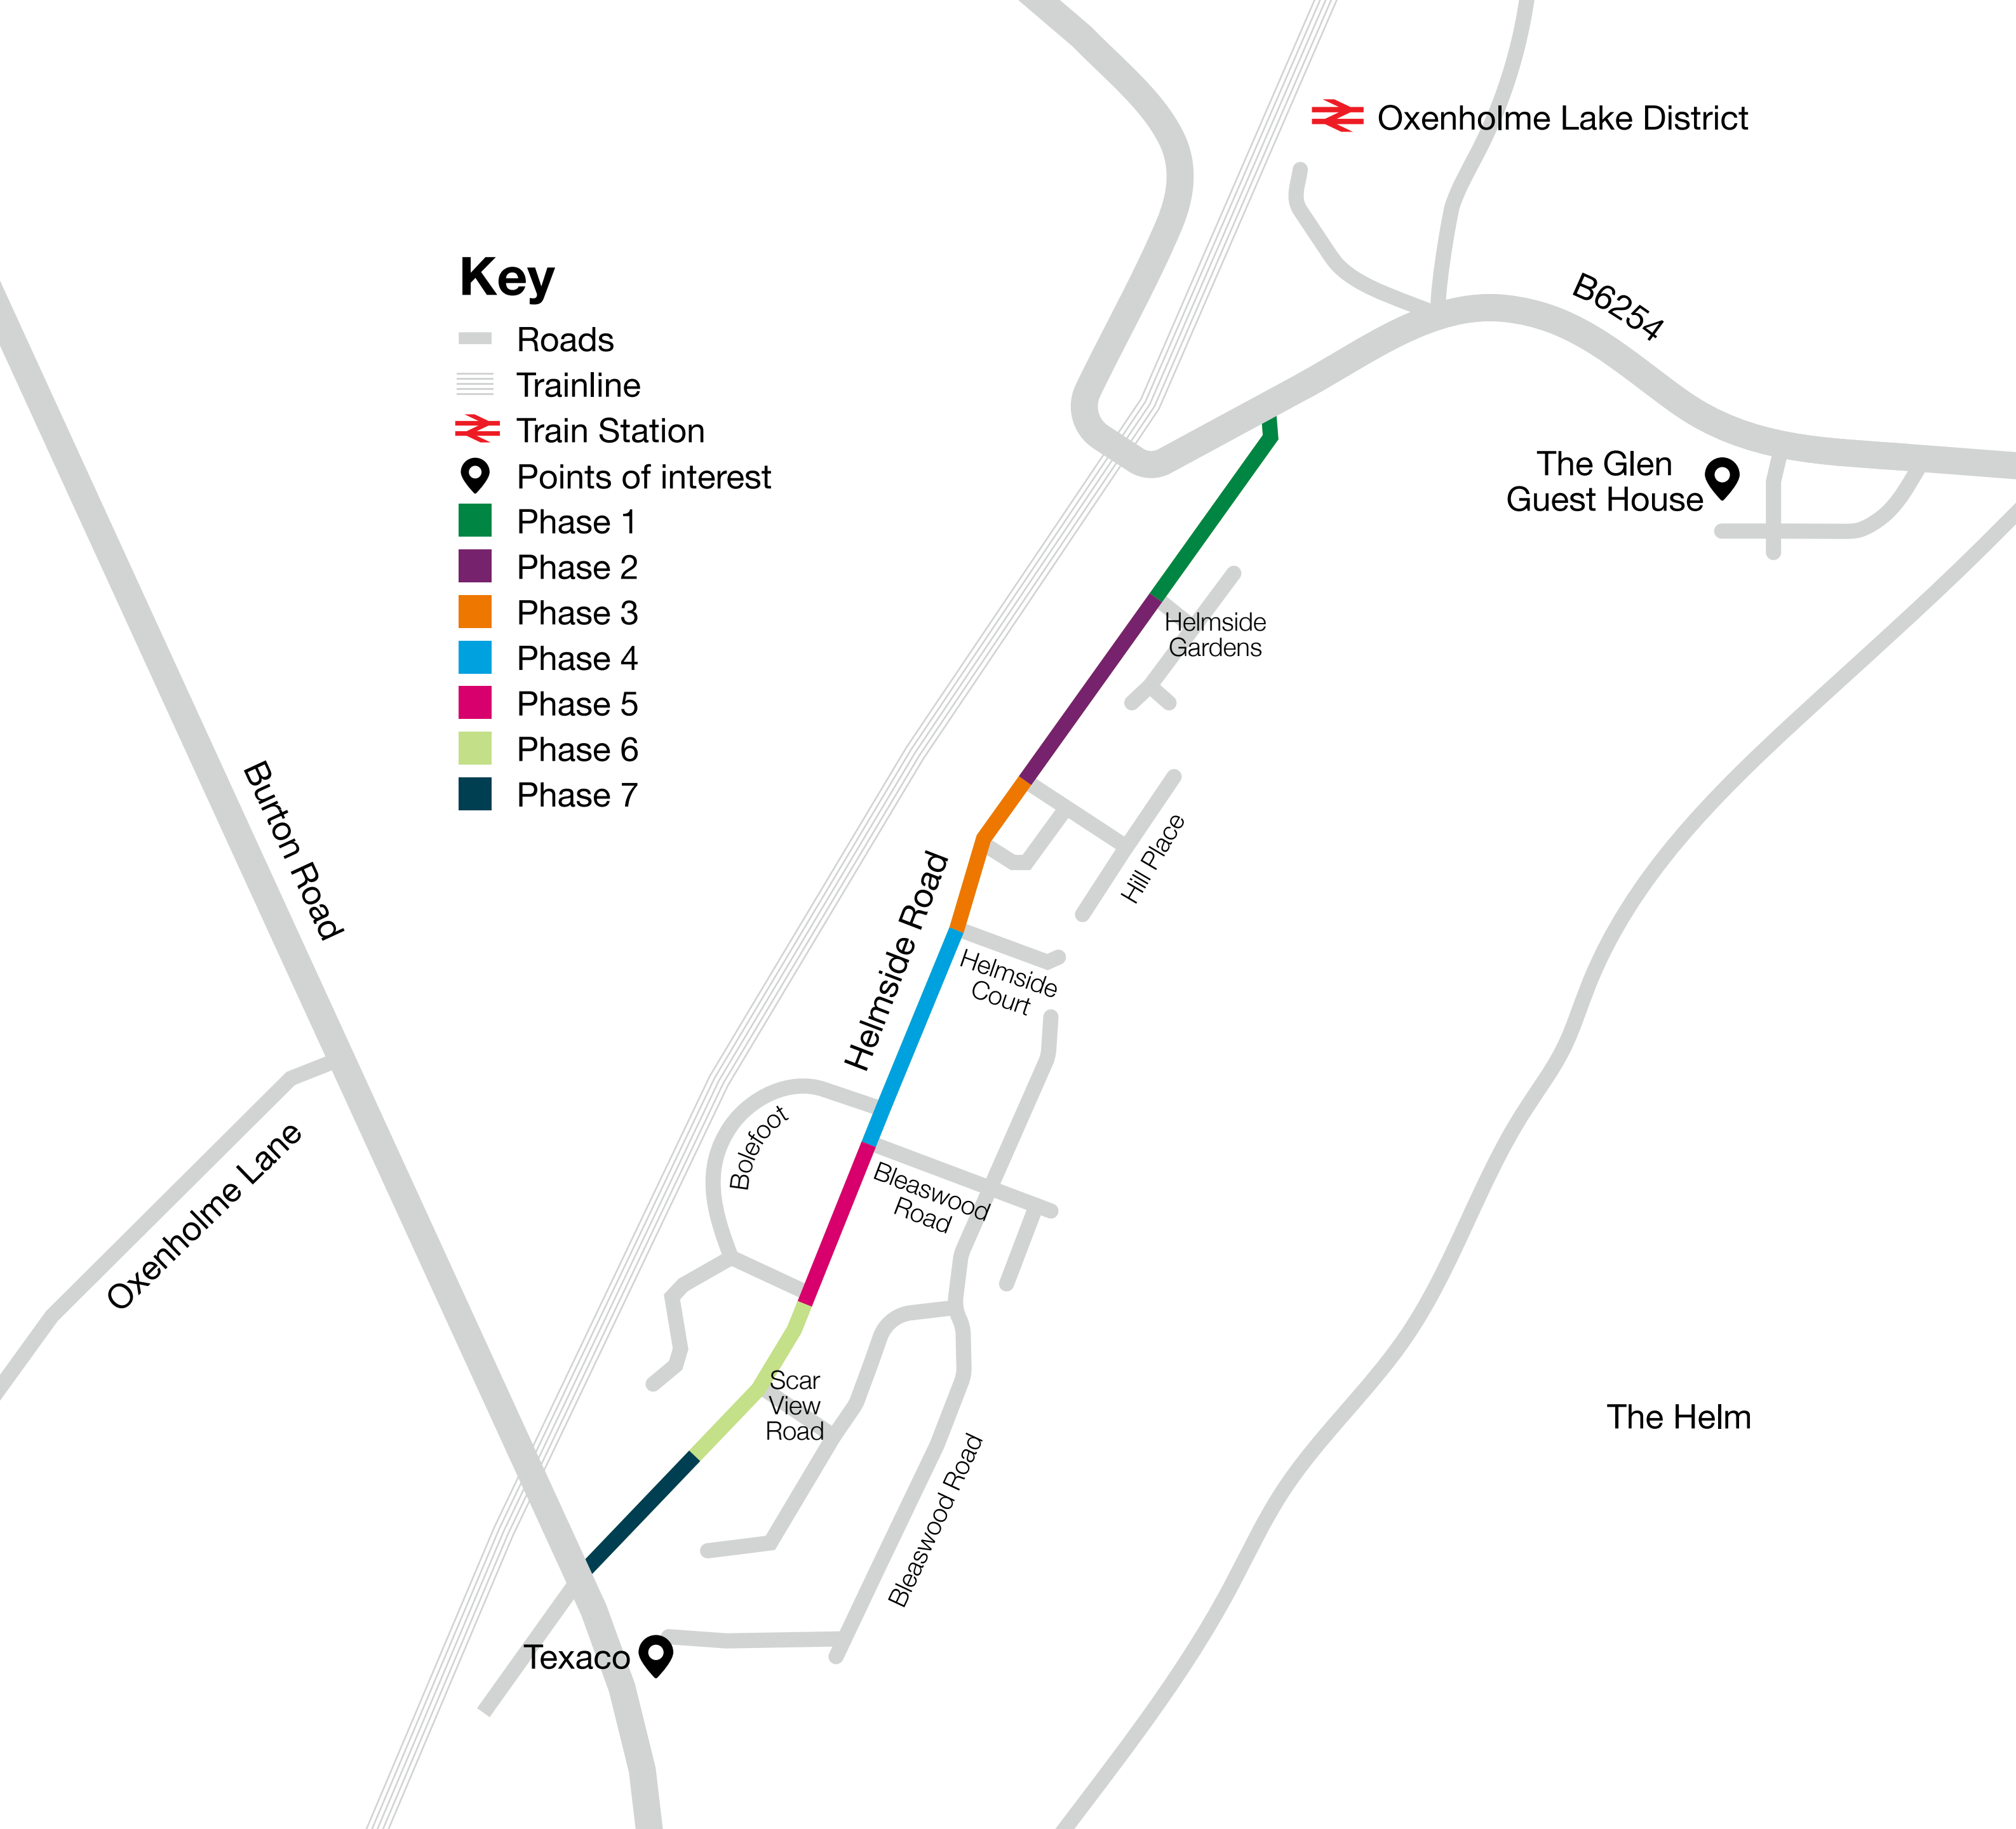 Oxenholme Lake District
B6254
Key
Roads
Trainline
Train Station
Points of interest
Phase 1
Phase 2
Phase 3
Phase 4
Phase 5
Phase 6
Phase 7
The Glen
Guest House
Helmside
Gardens
Burton Road
Hill Place
Helmside Road
Helmside
Court
Oxenholme Lane
Bolefoot
Bleaswood
Road
Scar
View
Road
The Helm
Bleaswood Road
Texaco